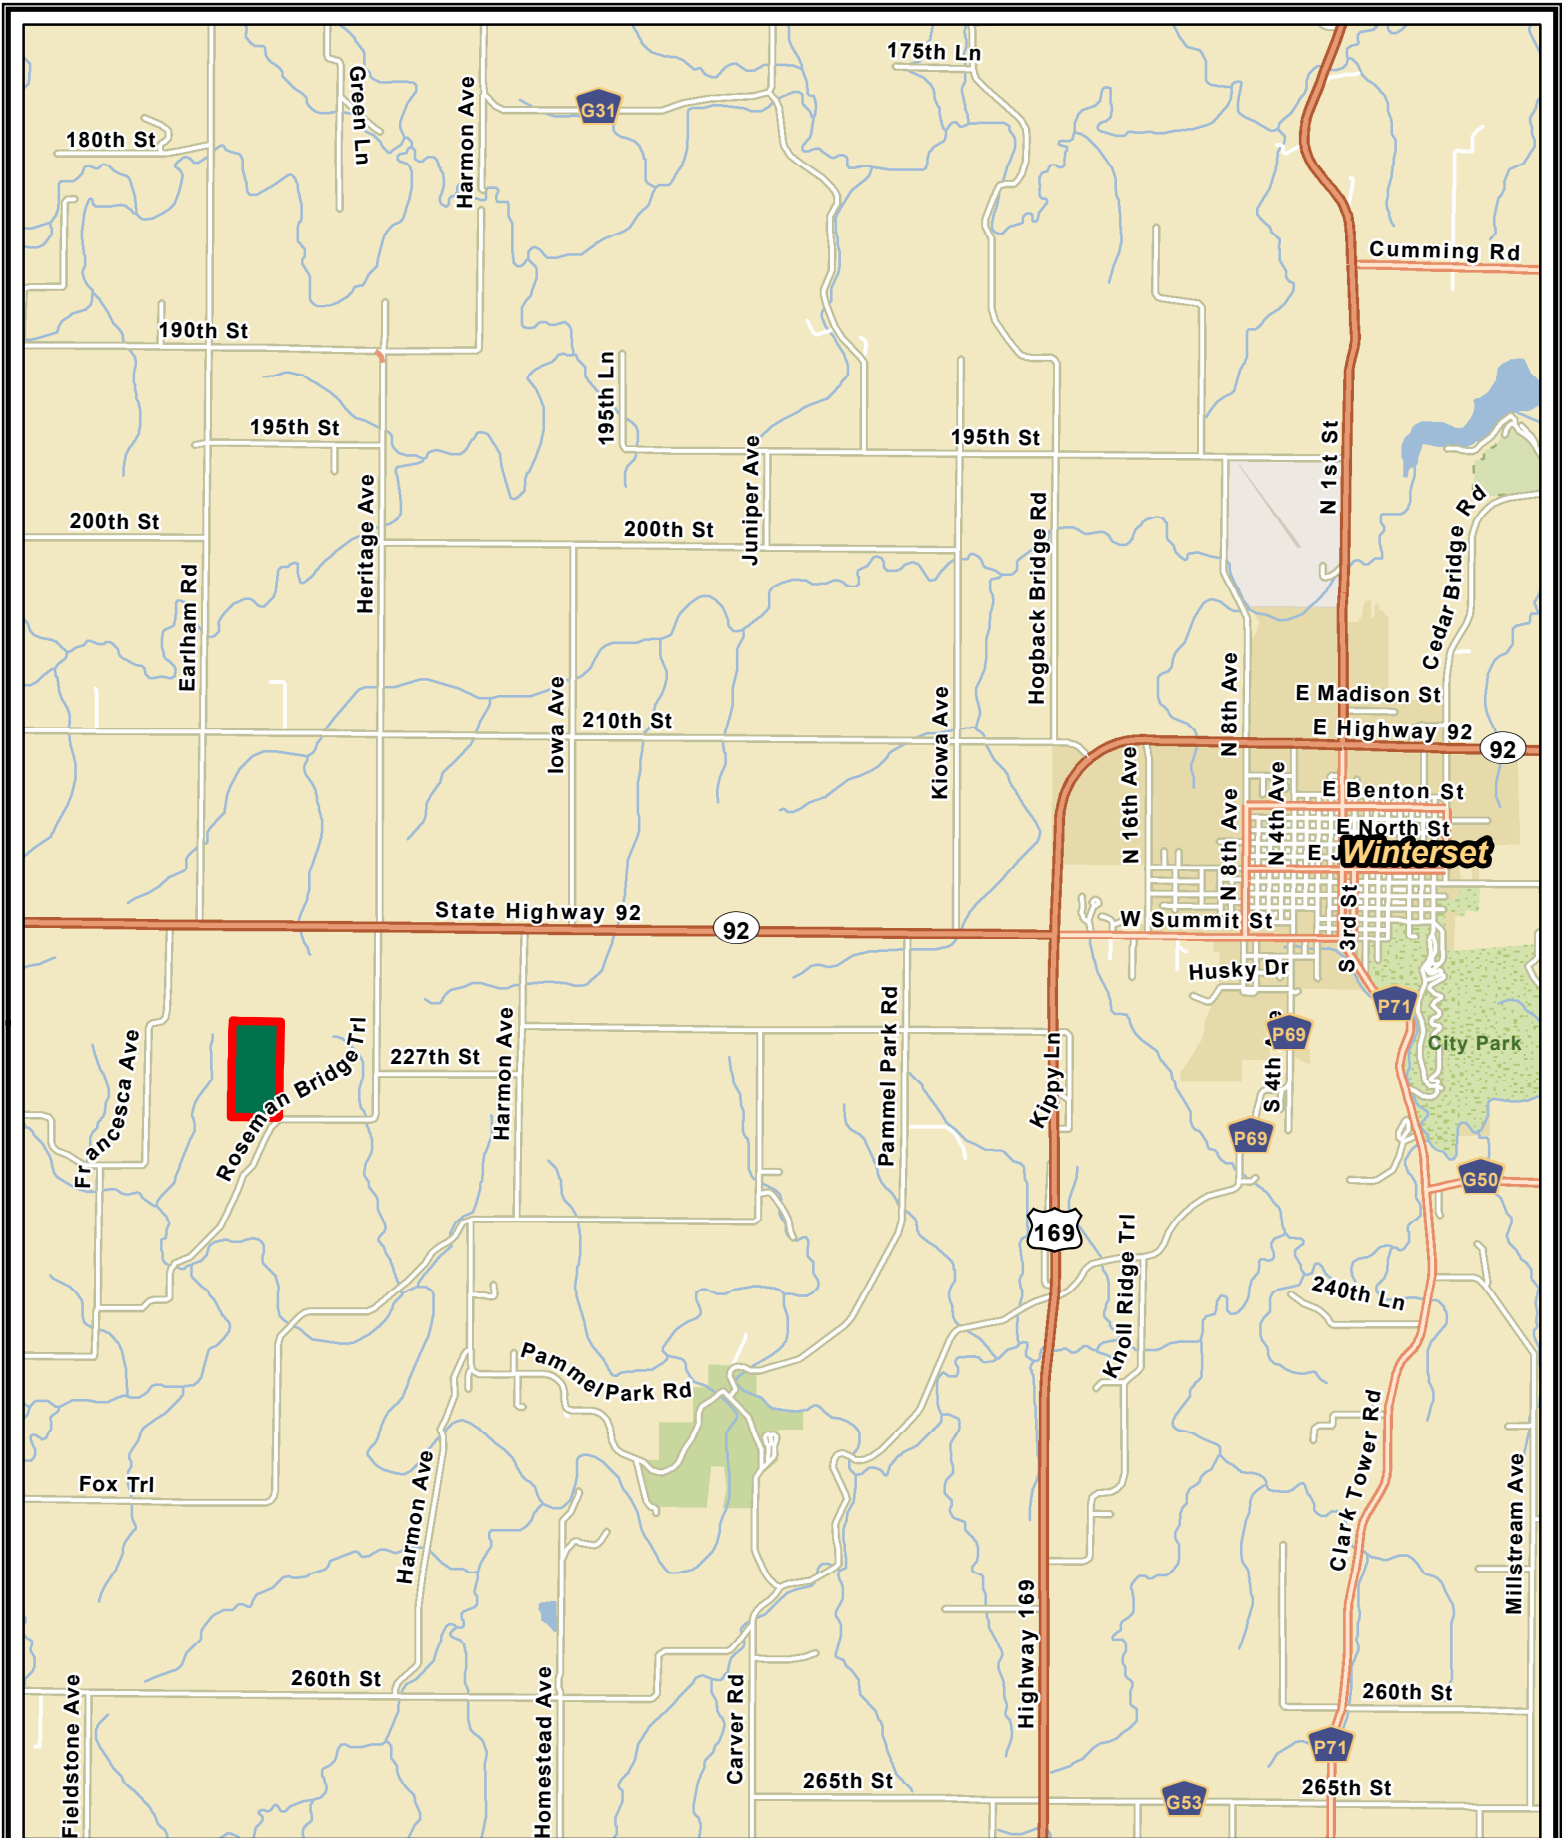 175th Ln
Green Ln
Harmon Ave
G31
180th St
Cumming Rd
190th St
195th Ln
195th St
195th St
Juniper Ave
N 1st St
Heritage Ave
200th St
200th St
Hogback Bridge Rd
Cedar Bridge Rd
Earlham Rd
Iowa Ave
Kiowa Ave
N 8th Ave
E Madison St
210th St
E Highway 92
92
N 16th Ave
N 8th Ave
N 4th Ave
E Benton St
E North St
E J
Winterset
State Highway 92
92
W Summit St
S 3rd St
Husky Dr
P71
P69
City Park
Francesca Ave
Roseman Bridge Trl
227th St
Harmon Ave
Pammel Park Rd
Kippy Ln
S 4th Ave
P69
G50
169
Knoll Ridge Trl
240th Ln
Pammel Park Rd
Clark Tower Rd
Fox Trl
Harmon Ave
Millstream Ave
Highway 169
260th St
260th St
Fieldstone Ave
Homestead Ave
Carver Rd
P71
265th St
265th St
G53